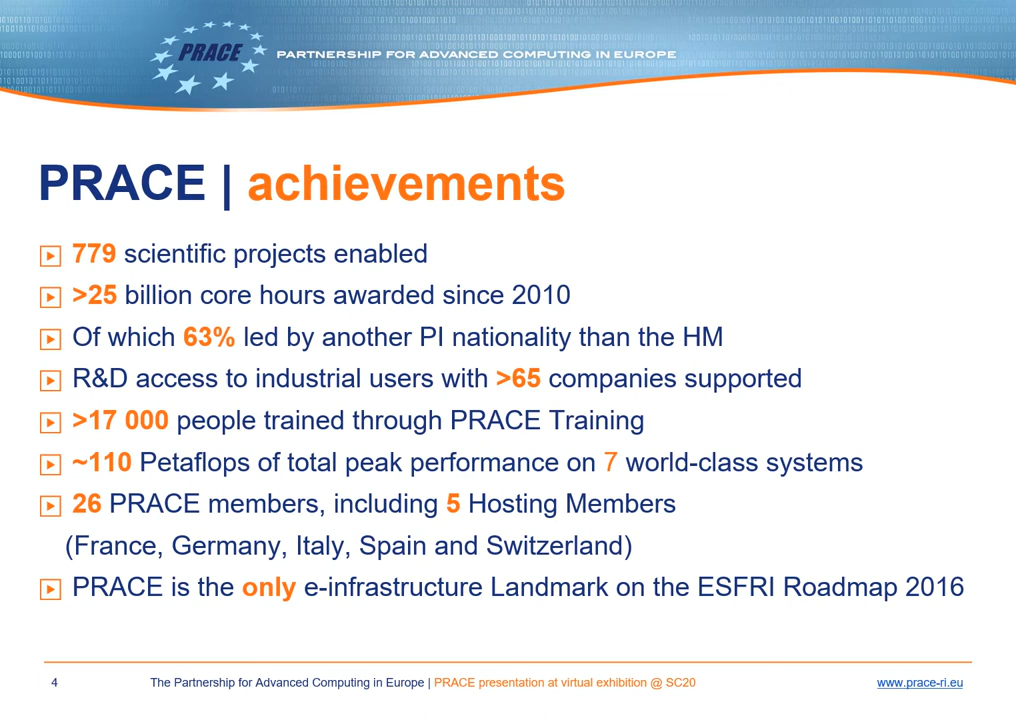 PRACE
PARTNERSHIP FOR ADVANCED COMPUTING IN EUROPE
PRACE | achievements
779 scientific projects enabled
>25 billion core hours awarded since 2010
Of which 63% led by another PI nationality than the HM
R&D access to industrial users with >65 companies supported
>17 000 people trained through PRACE Training
~110 Petaflops of total peak performance on 7 world-class systems
26 PRACE members, including 5 Hosting Members
(France, Germany, Italy, Spain and Switzerland)
PRACE is the only e-infrastructure Landmark on the ESFRI Roadmap 2016
4 The Partnership for Advanced Computing in Europe | PRACE presentation at virtual exhibition @ SC20 www.prace-ri.eu